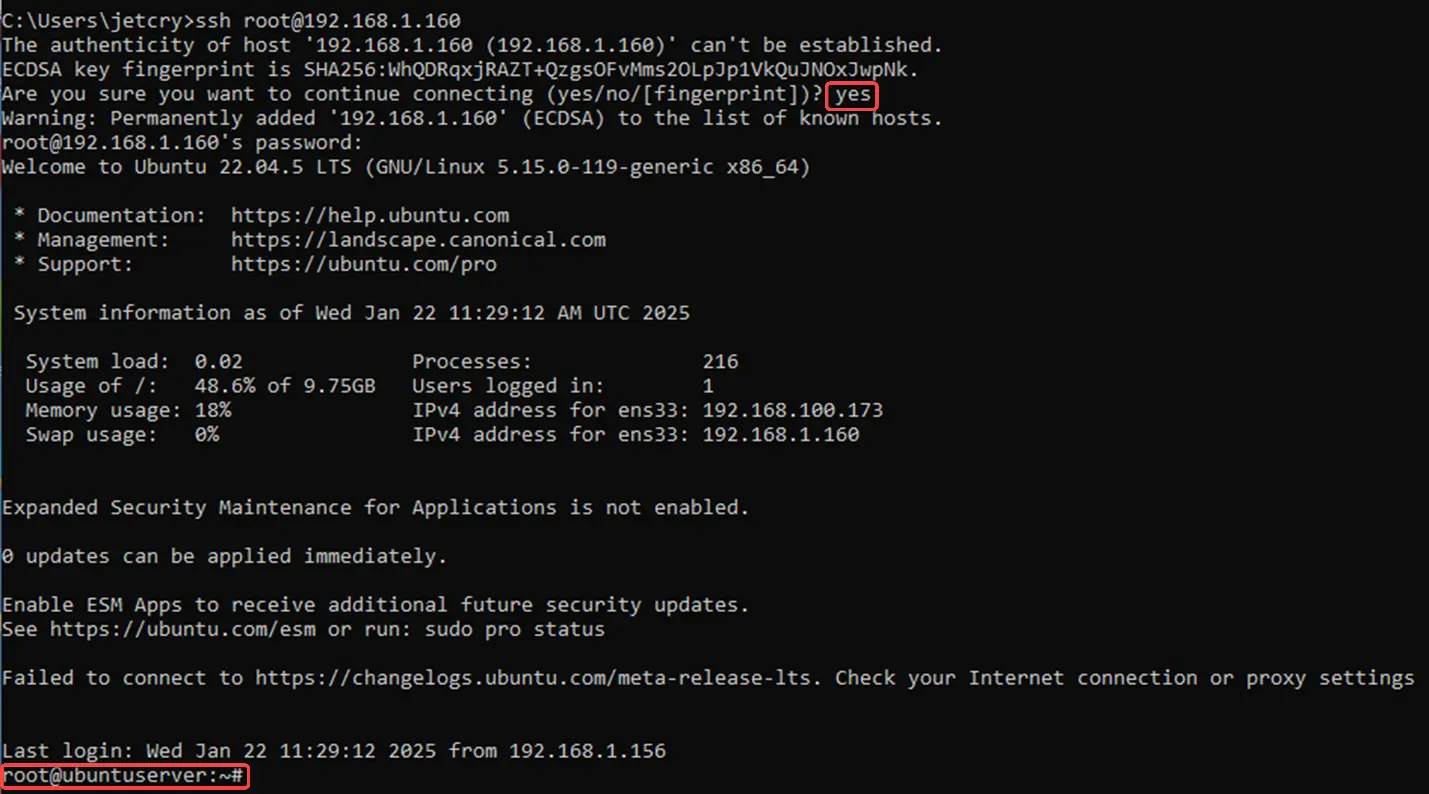 C:\Users\jetcry>ssh root@192.168.1.160
The authenticity of host '192.168.1.160 (192.168.1.160)' can't be established.
ECDSA key fingerprint is SHA256:WhQDRqxjRAZT+QzgsOFvMms2OLpJp1VkQuJNOxJwpNk.
Are you sure you want to continue connecting (yes/no/[fingerprint])? yes
Warning: Permanently added '192.168.1.160' (ECDSA) to the list of known hosts.
root@192.168.1.160's password:
Welcome to Ubuntu 22.04.5 LTS (GNU/Linux 5.15.0-119-generic x86_64)

 * Documentation:  https://help.ubuntu.com
 * Management:     https://landscape.canonical.com
 * Support:        https://ubuntu.com/pro

 System information as of Wed Jan 22 11:29:12 AM UTC 2025

  System load:  0.02              Processes:              216
  Usage of /:   48.6% of 9.75GB   Users logged in:        1
  Memory usage: 18%               IPv4 address for ens33: 192.168.100.173
  Swap usage:   0%                IPv4 address for ens33: 192.168.1.160

Expanded Security Maintenance for Applications is not enabled.

0 updates can be applied immediately.

Enable ESM Apps to receive additional future security updates.
See https://ubuntu.com/esm or run: sudo pro status

Failed to connect to https://changelogs.ubuntu.com/meta-release-lts. Check your Internet connection or proxy settings

Last login: Wed Jan 22 11:29:12 2025 from 192.168.1.156
root@ubuntuserver:~#